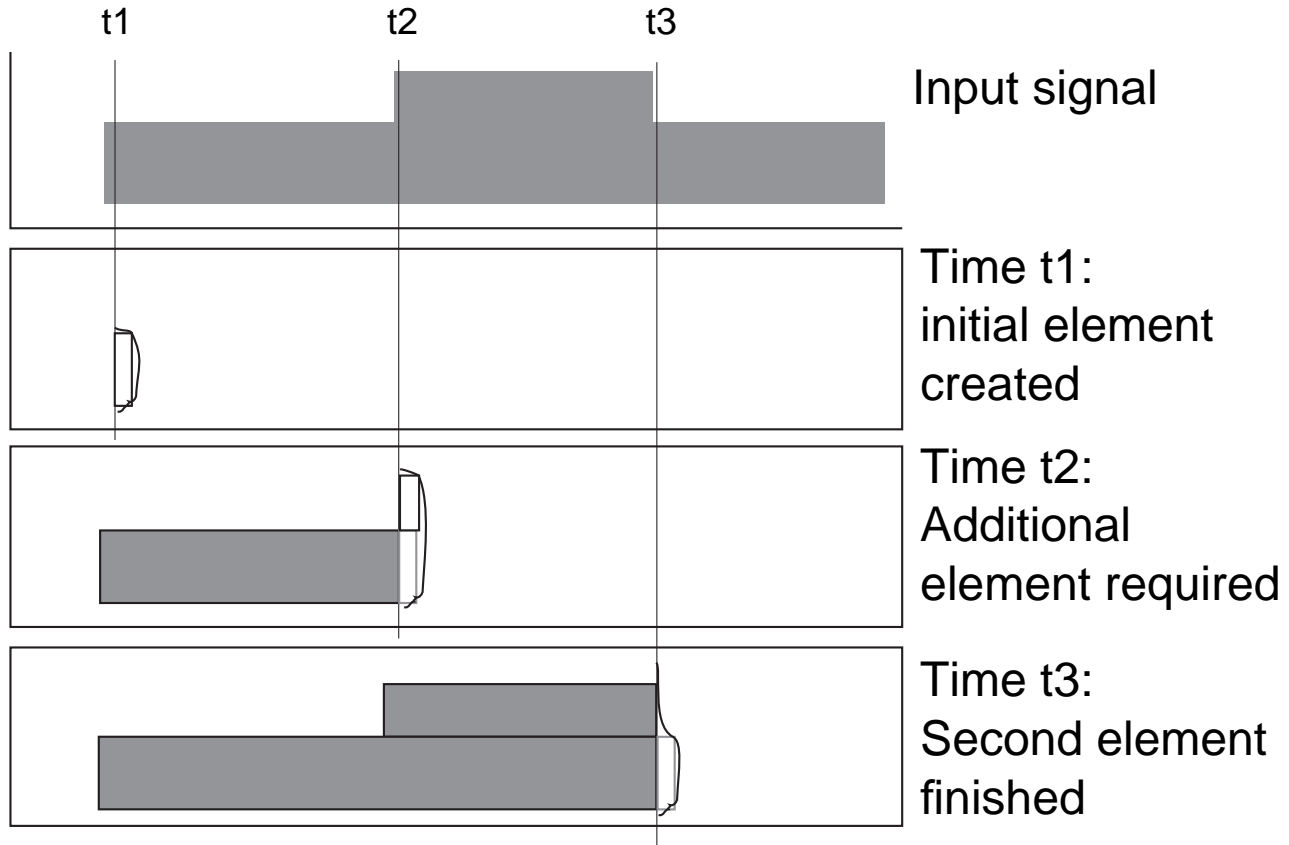 t1 t2 t3
Input signal
Time t1:
initial element
created
Time t2:
Additional
element required
Time t3:
Second element
finished